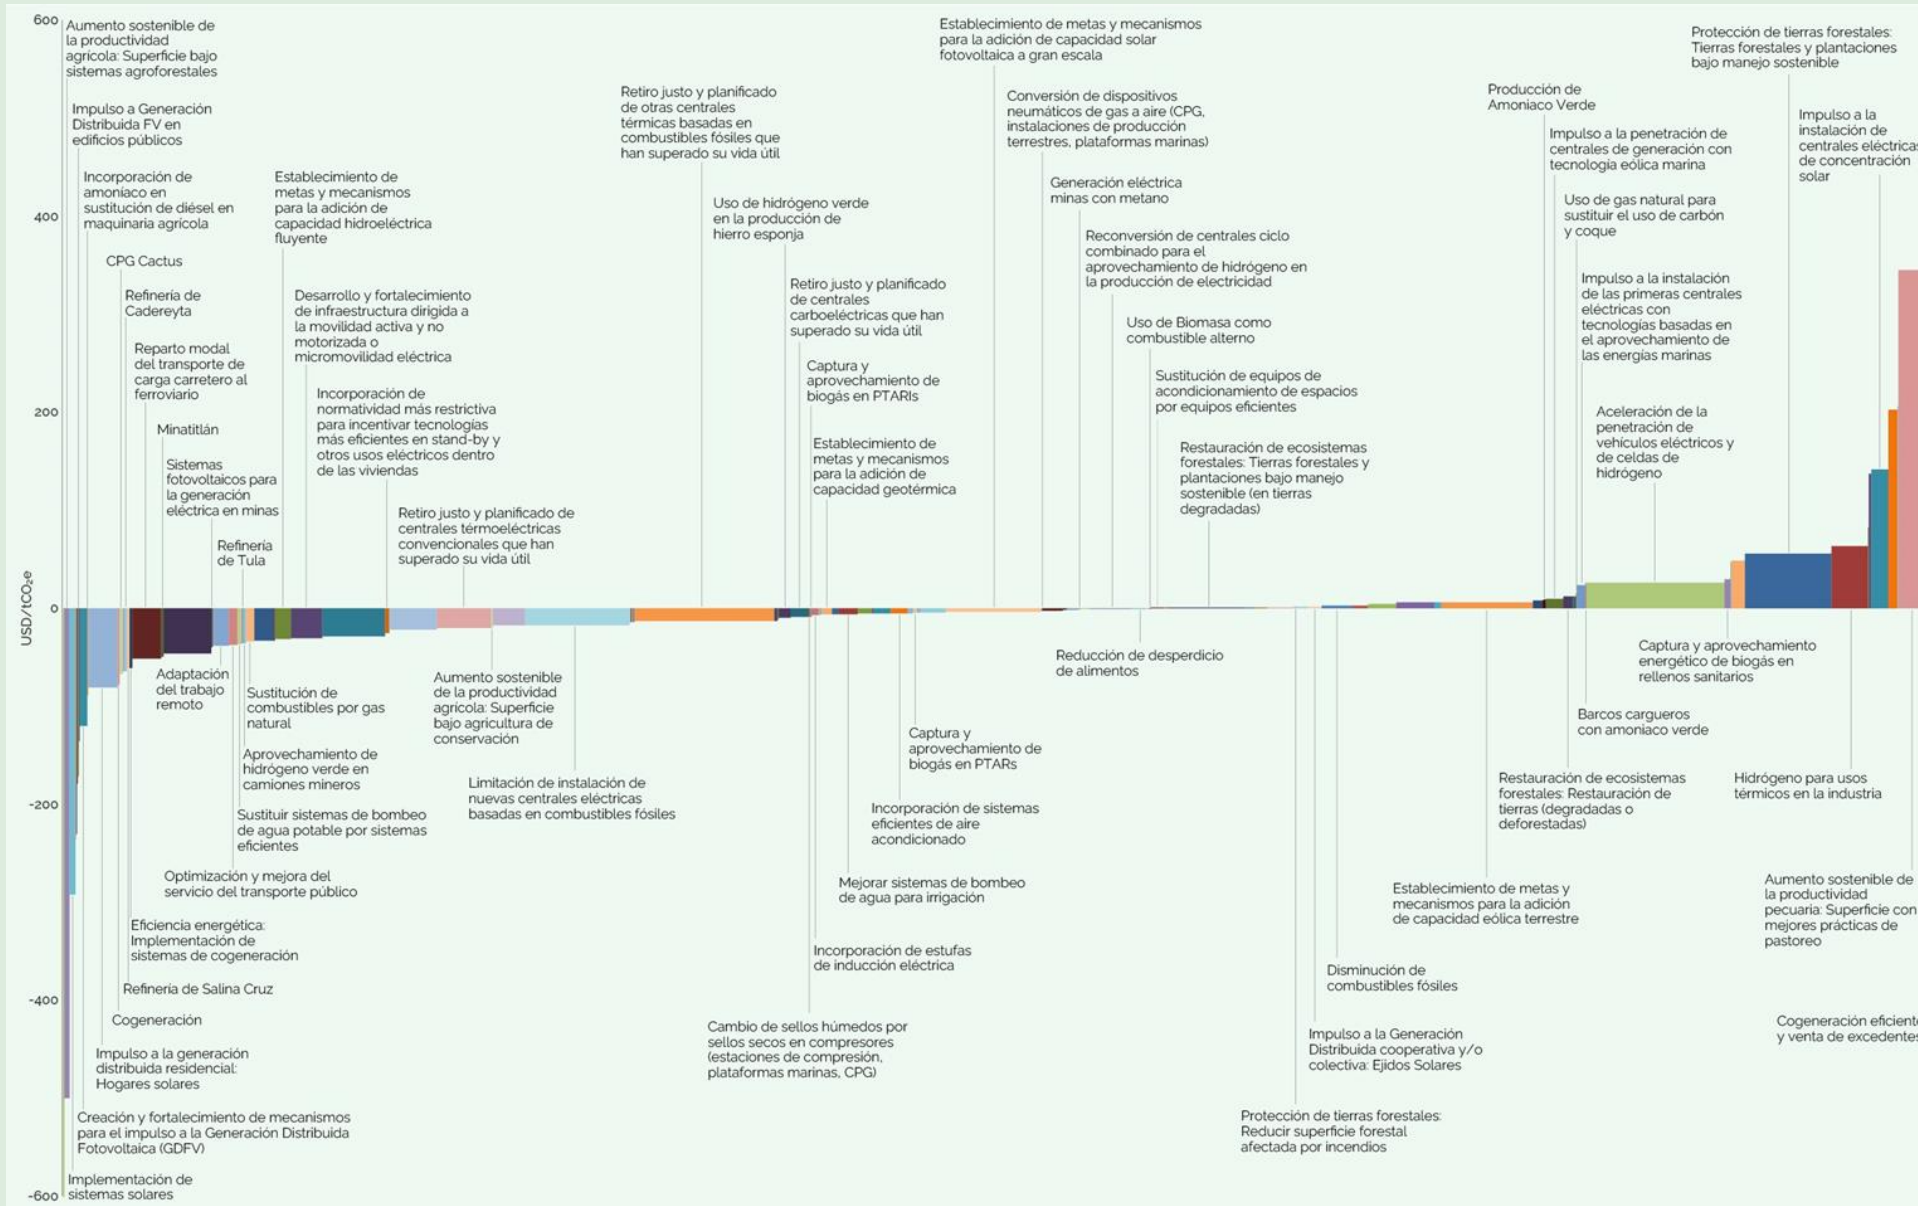 600
400
200
0
-200
-400
-600
USD/tCO₂e
Aumento sostenible de
la productividad
agrícola: Superficie bajo
sistemas agroforestales
Impulso a Generación
Distribuida FV en
edificios públicos
Incorporación de
amoníaco en
sustitución de diésel en
maquinaria agrícola
CPG Cactus
Refinería de
Cadereyta
Reparto modal
del transporte de
carga carretero al
ferroviario
Minatitlán
Sistemas
fotovoltaicos para
la generación
eléctrica en minas
Refinería
de Tula
Establecimiento de
metas y mecanismos
para la adición de
capacidad hidroeléctrica
fluyente
Desarrollo y fortalecimiento
de infraestructura dirigida a
la movilidad activa y no
motorizada o
micromovilidad eléctrica
Incorporación de
normatividad más restrictiva
para incentivar tecnologías
más eficientes en stand-by y
otros usos eléctricos dentro
de las viviendas
Retiro justo y planificado de
centrales térmoeléctricas
convencionales que han
superado su vida útil
Retiro justo y planificado
de otras centrales
térmicas basadas en
combustibles fósiles que
han superado su vida útil
Uso de hidrógeno verde
en la producción de
hierro esponja
Retiro justo y planificado
de centrales
carboeléctricas que han
superado su vida útil
Captura y
aprovechamiento de
biogás en PTARIs
Establecimiento de
metas y mecanismos
para la adición de
capacidad geotérmica
Establecimiento de metas y mecanismos
para la adición de capacidad solar
fotovoltaica a gran escala
Conversión de dispositivos
neumáticos de gas a aire (CPG,
instalaciones de producción
terrestres, plataformas marinas)
Generación eléctrica
minas con metano
Reconversión de centrales ciclo
combinado para el
aprovechamiento de hidrógeno en
la producción de electricidad
Uso de Biomasa como
combustible alterno
Sustitución de equipos de
acondicionamiento de espacios
por equipos eficientes
Restauración de ecosistemas
forestales: Tierras forestales y
plantaciones bajo manejo
sostenible (en tierras
degradadas)
Producción de
Amoniaco Verde
Impulso a la penetración de
centrales de generación con
tecnología eólica marina
Uso de gas natural para
sustituir el uso de carbón
y coque
Impulso a la instalación
de las primeras centrales
eléctricas con
tecnologías basadas en
el aprovechamiento de
las energías marinas
Aceleración de la
penetración de
vehículos eléctricos y
de celdas de
hidrógeno
Protección de tierras forestales:
Tierras forestales y plantaciones
bajo manejo sostenible
Impulso a la
instalación de
centrales eléctricas
de concentración
solar
Adaptación
del trabajo
remoto
Sustitución de
combustibles por gas
natural
Aprovechamiento de
hidrógeno verde en
camiones mineros
Sustituir sistemas de bombeo
de agua potable por sistemas
eficientes
Optimización y mejora del
servicio del transporte público
Eficiencia energética:
Implementación de
sistemas de cogeneración
Refinería de Salina Cruz
Cogeneración
Impulso a la generación
distribuida residencial:
Hogares solares
Creación y fortalecimiento de mecanismos
para el impulso a la Generación Distribuida
Fotovoltaica (GDFV)
Implementación de
sistemas solares
Aumento sostenible
de la productividad
agrícola: Superficie
bajo agricultura de
conservación
Limitación de instalación de
nuevas centrales eléctricas
basadas en combustibles fósiles
Captura y
aprovechamiento de
biogás en PTARs
Incorporación de sistemas
eficientes de aire
acondicionado
Mejorar sistemas de bombeo
de agua para irrigación
Incorporación de estufas
de inducción eléctrica
Cambio de sellos húmedos por
sellos secos en compresores
(estaciones de compresión,
plataformas marinas, CPG)
Reducción de desperdicio
de alimentos
Protección de tierras forestales:
Reducir superficie forestal
afectada por incendios
Impulso a la Generación
Distribuida cooperativa y/o
colectiva: Ejidos Solares
Disminución de
combustibles fósiles
Establecimiento de metas y
mecanismos para la adición
de capacidad eólica terrestre
Restauración de ecosistemas
forestales: Restauración de
tierras (degradadas o
deforestadas)
Barcos cargueros
con amoniaco verde
Captura y aprovechamiento
energético de biogás en
rellenos sanitarios
Hidrógeno para usos
térmicos en la industria
Aumento sostenible de
la productividad
pecuaria: Superficie con
mejores prácticas de
pastoreo
Cogeneración eficiente
y venta de excedentes